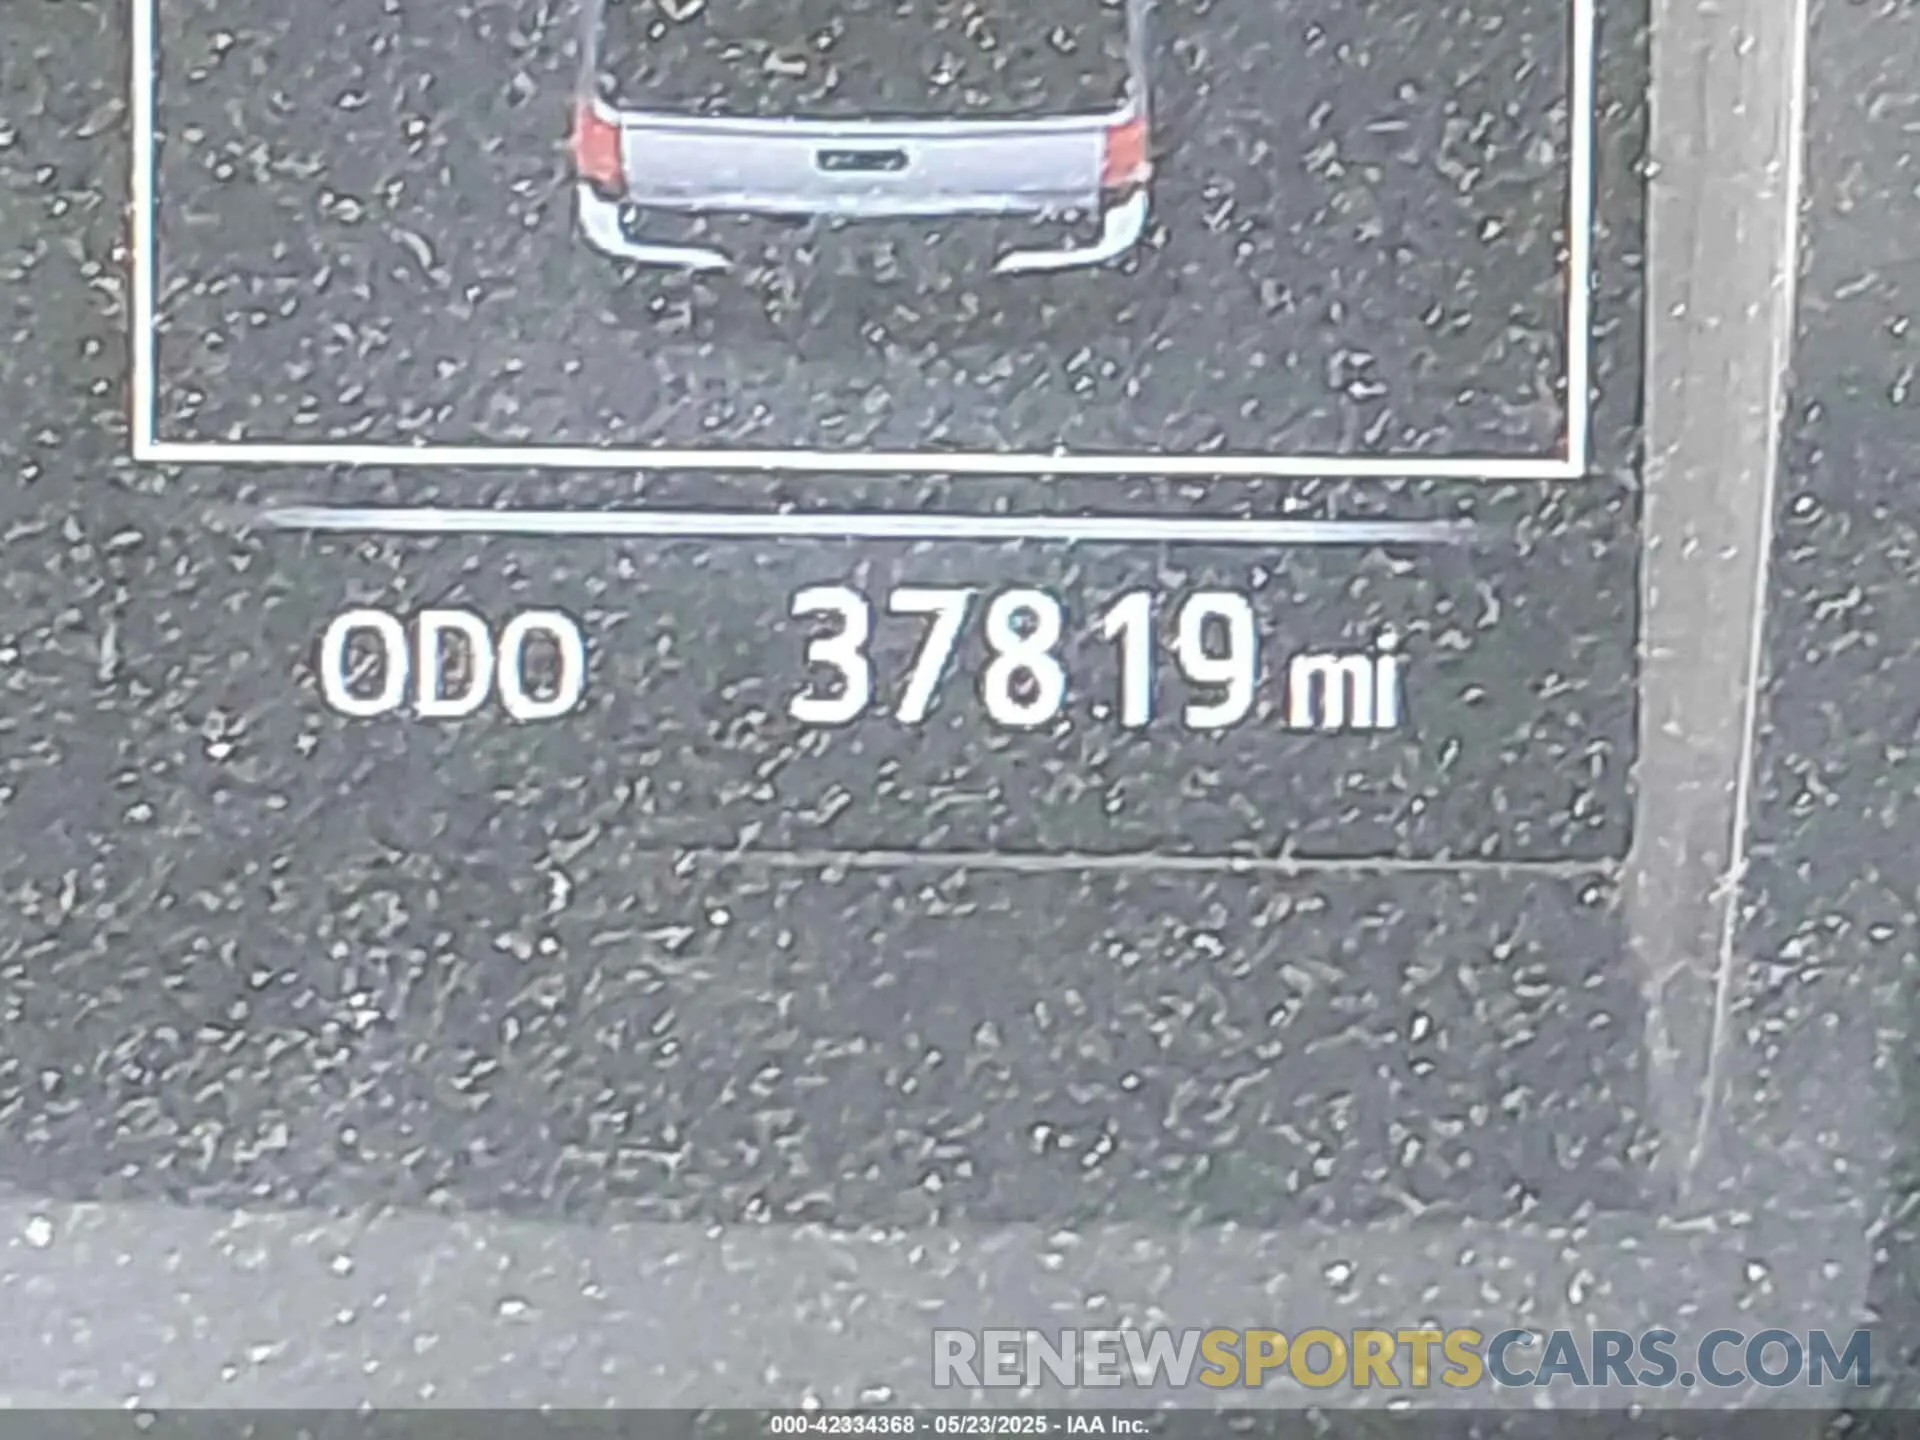 ODO 37819 mi
RENEWSPORTSCARS.COM
000-42334368 - 05/23/2025 - IAA Inc.